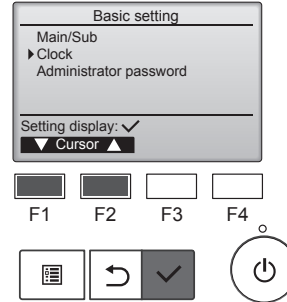 Basic setting
Main/Sub
Clock
Administrator password
Setting display:
Cursor
F1 F2 F3 F4